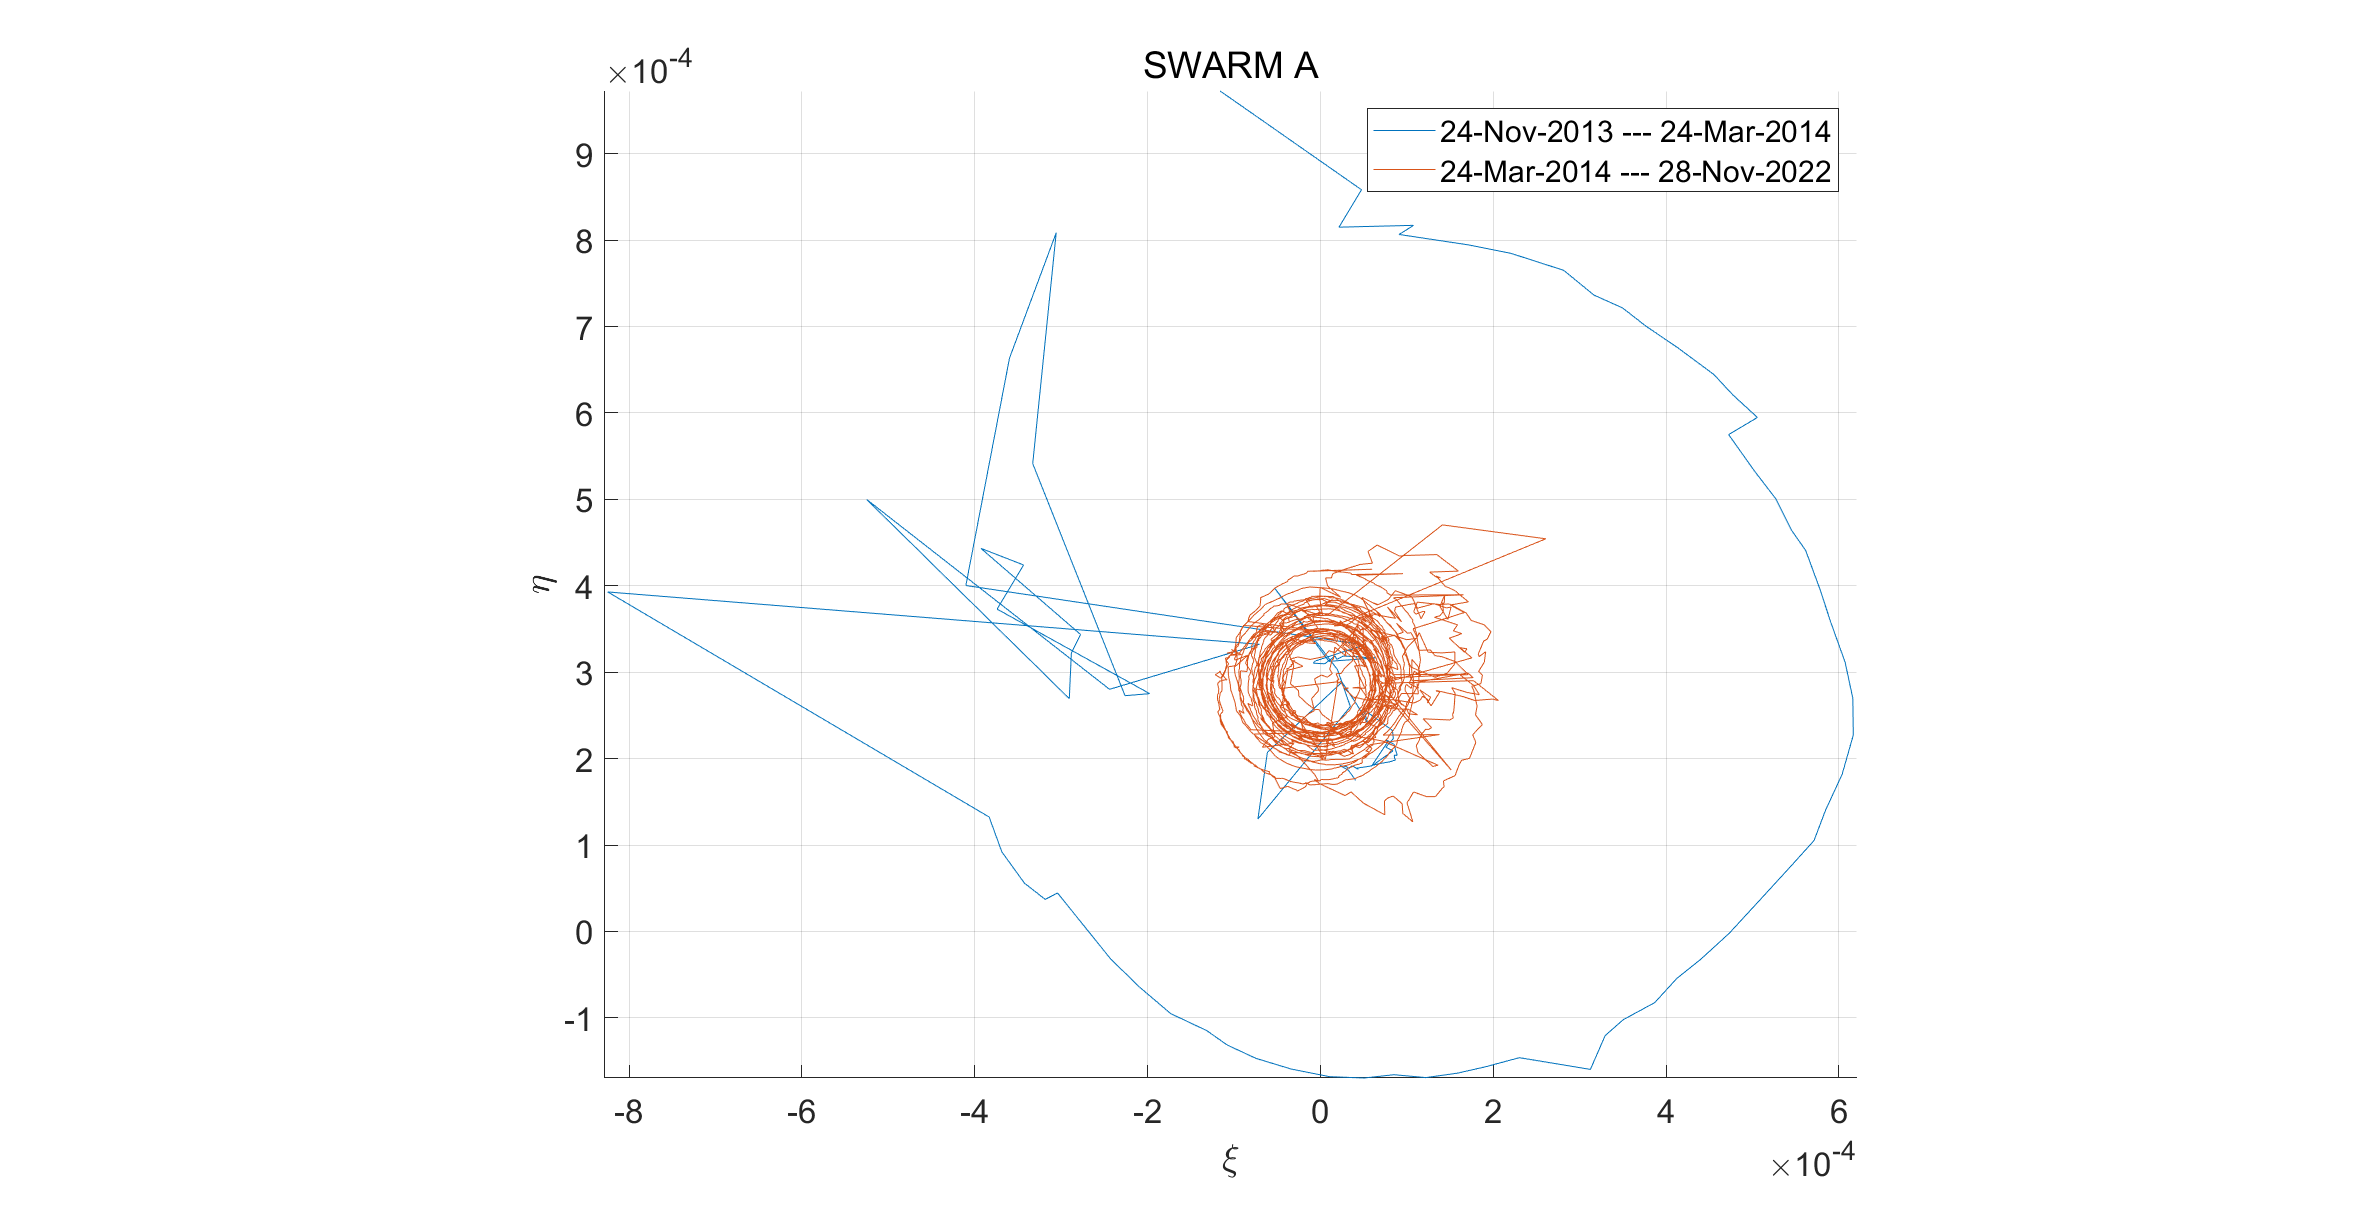 SWARM A
×10⁻⁴
24-Nov-2013 --- 24-Mar-2014
24-Mar-2014 --- 28-Nov-2022
9
8
7
6
5
4
3
2
1
0
-1
η
-8 -6 -4 -2 0 2 4 6
ξ
×10⁻⁴